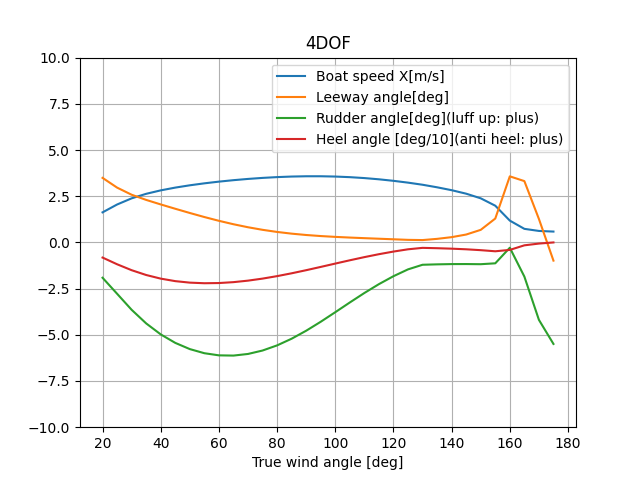 4DOF
Boat speed X[m/s]
Leeway angle[deg]
Rudder angle[deg](luff up: plus)
Heel angle [deg/10](anti heel: plus)
10.0
7.5
5.0
2.5
0.0
−2.5
−5.0
−7.5
−10.0
20 40 60 80 100 120 140 160 180
True wind angle [deg]